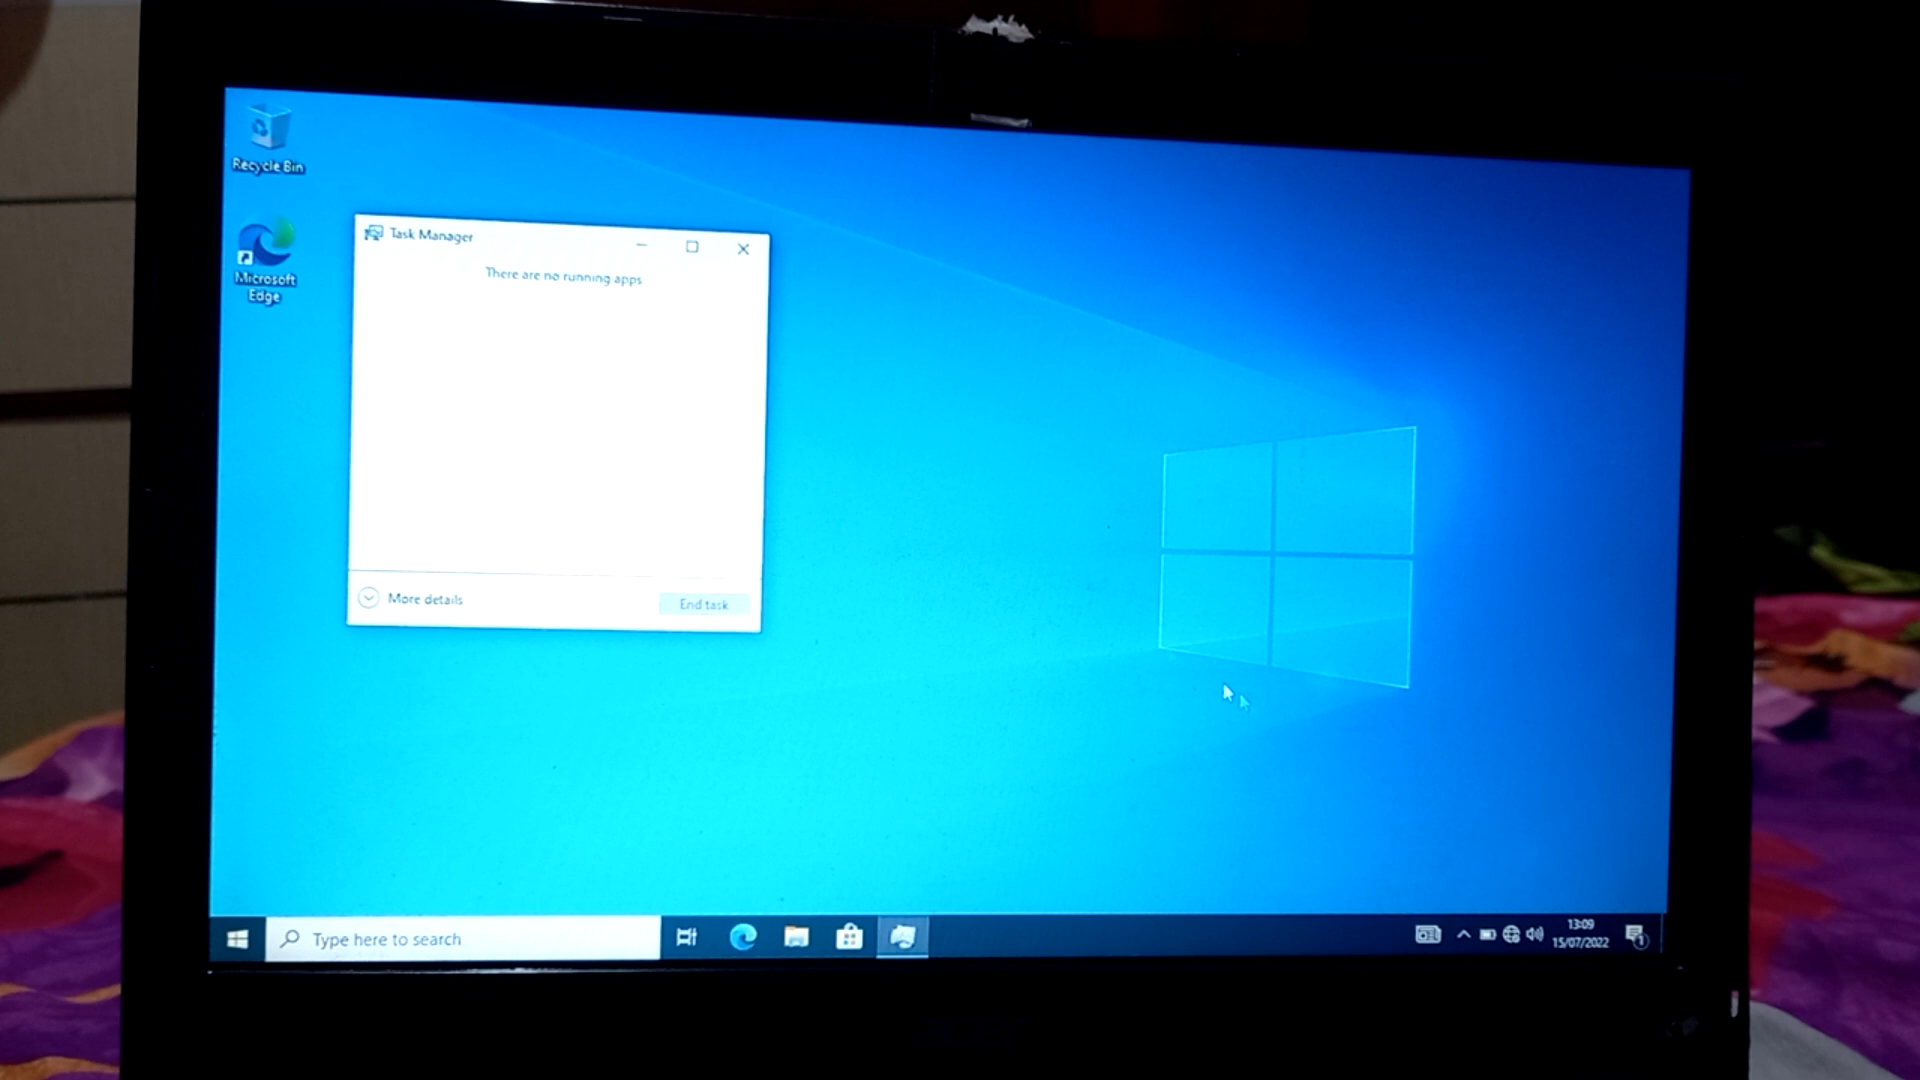 Recycle Bin
Microsoft
Edge
Task Manager
There are no running apps
More details
End task
Type here to search
13:09
15/07/2022
1